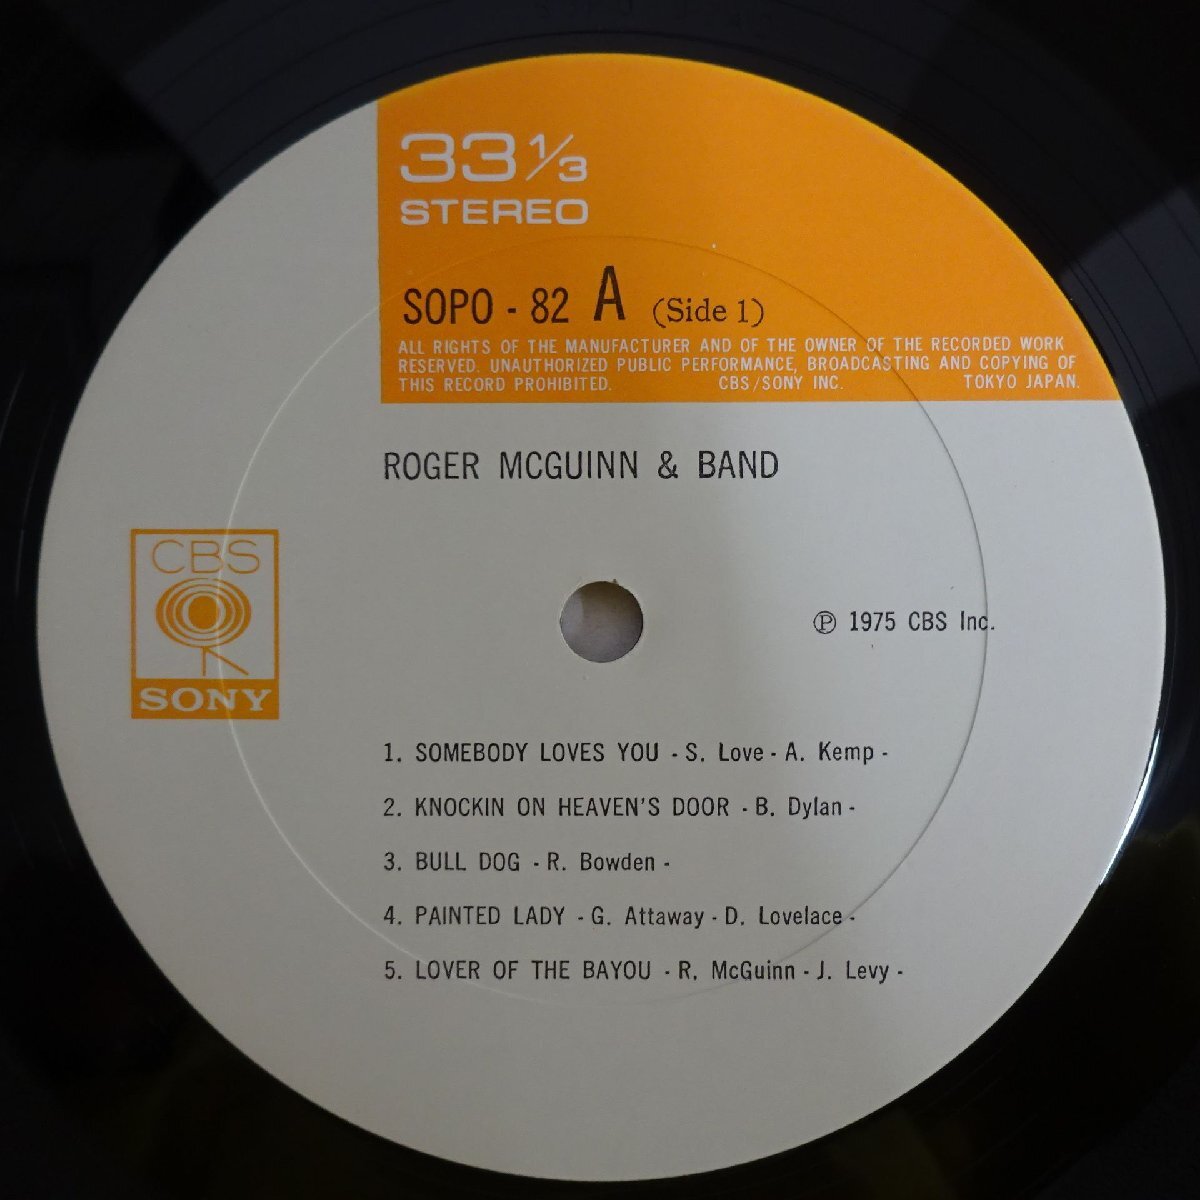 33 1/3
STEREO
SOPO - 82 A (Side 1)
ALL RIGHTS OF THE MANUFACTURER AND OF THE OWNER OF THE RECORDED WORK
RESERVED. UNAUTHORIZED PUBLIC PERFORMANCE, BROADCASTING AND COPYING OF
THIS RECORD PROHIBITED. CBS/SONY INC. TOKYO JAPAN.
ROGER MCGUINN & BAND
CBS
SONY
℗ 1975 CBS Inc.
1. SOMEBODY LOVES YOU - S. Love - A. Kemp -
2. KNOCKIN ON HEAVEN'S DOOR - B. Dylan -
3. BULL DOG - R. Bowden -
4. PAINTED LADY - G. Attaway - D. Lovelace -
5. LOVER OF THE BAYOU - R. McGuinn - J. Levy -